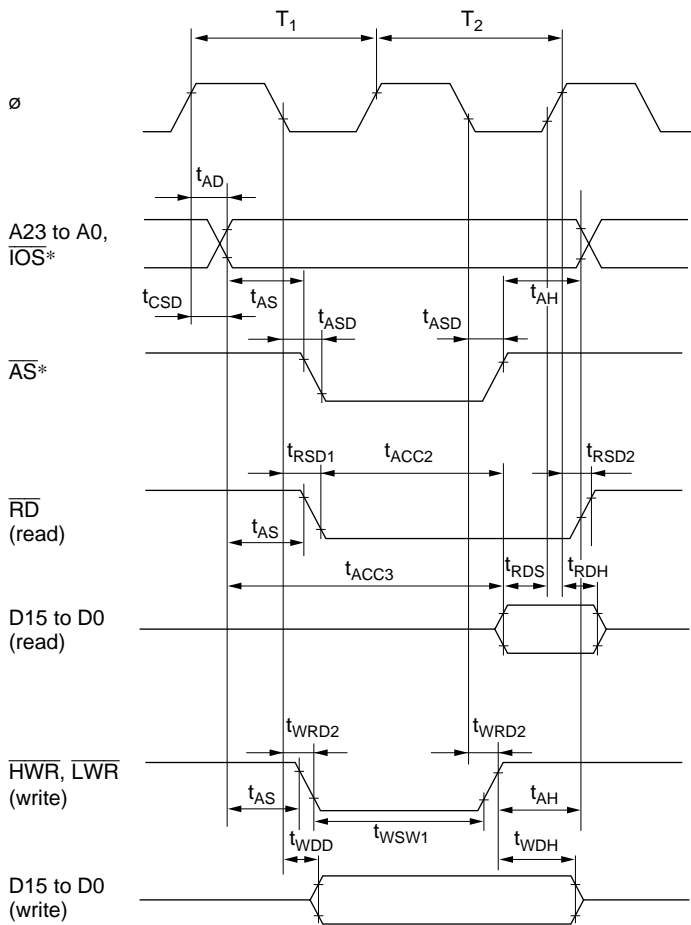 T1 T2
ø
tAD
A23 to A0,
IOS*
tCSD tAS tAH
tASD tASD
AS*
tRSD1 tACC2 tRSD2
RD
(read)
tAS
tACC3 tRDS tRDH
D15 to D0
(read)
tWRD2 tWRD2
HWR, LWR
(write)
tAS tAH
tWSW1
tWDD tWDH
D15 to D0
(write)